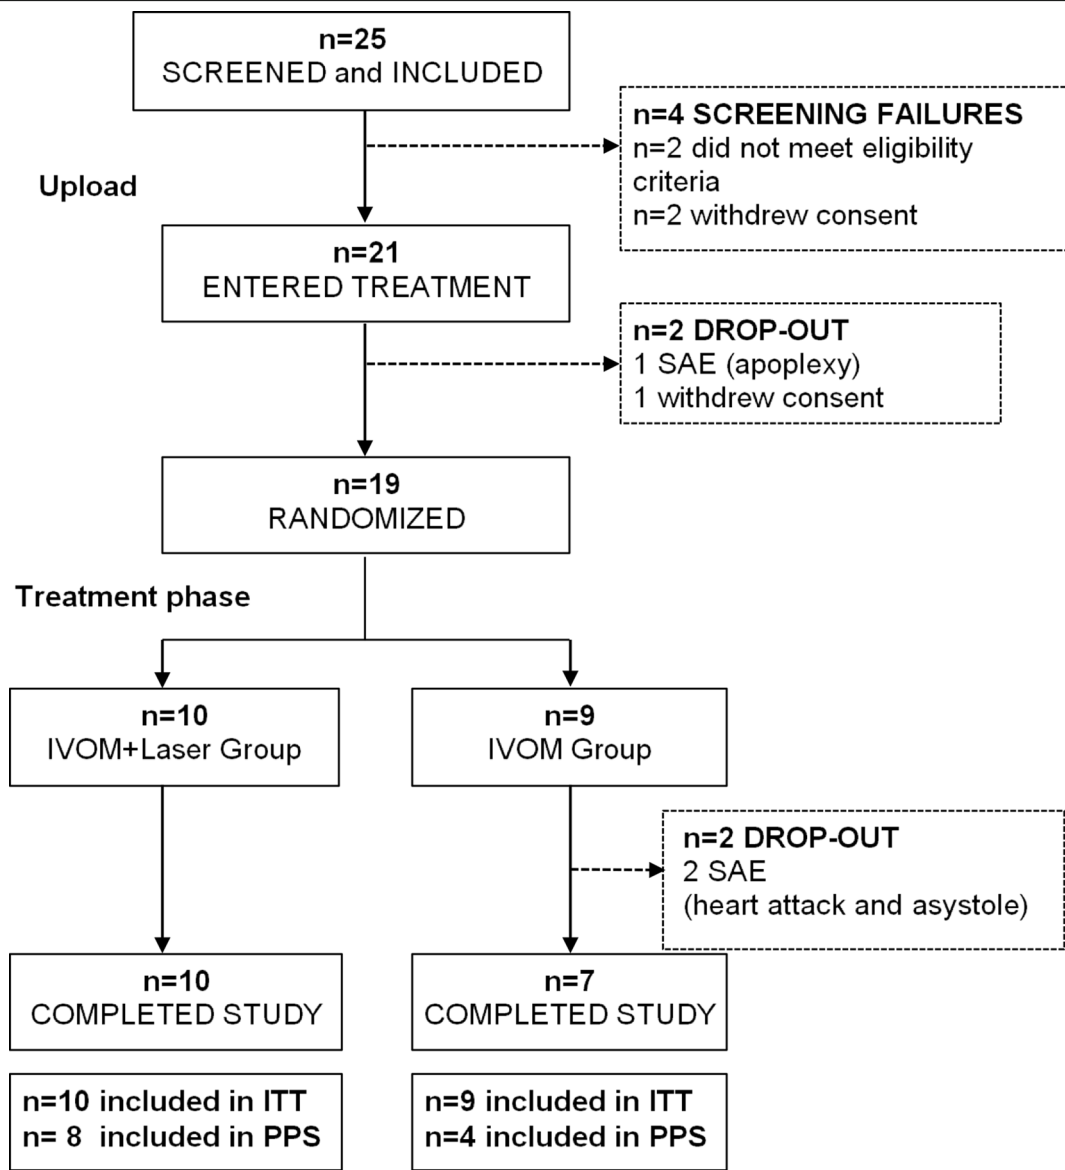 n=25
SCREENED and INCLUDED
n=4 SCREENING FAILURES
n=2 did not meet eligibility
criteria
n=2 withdrew consent
Upload
n=21
ENTERED TREATMENT
n=2 DROP-OUT
1 SAE (apoplexy)
1 withdrew consent
n=19
RANDOMIZED
Treatment phase
n=10
IVOM+Laser Group
n=9
IVOM Group
n=2 DROP-OUT
2 SAE
(heart attack and asystole)
n=10
COMPLETED STUDY
n=7
COMPLETED STUDY
n=10 included in ITT
n= 8  included in PPS
n=9 included in ITT
n=4 included in PPS